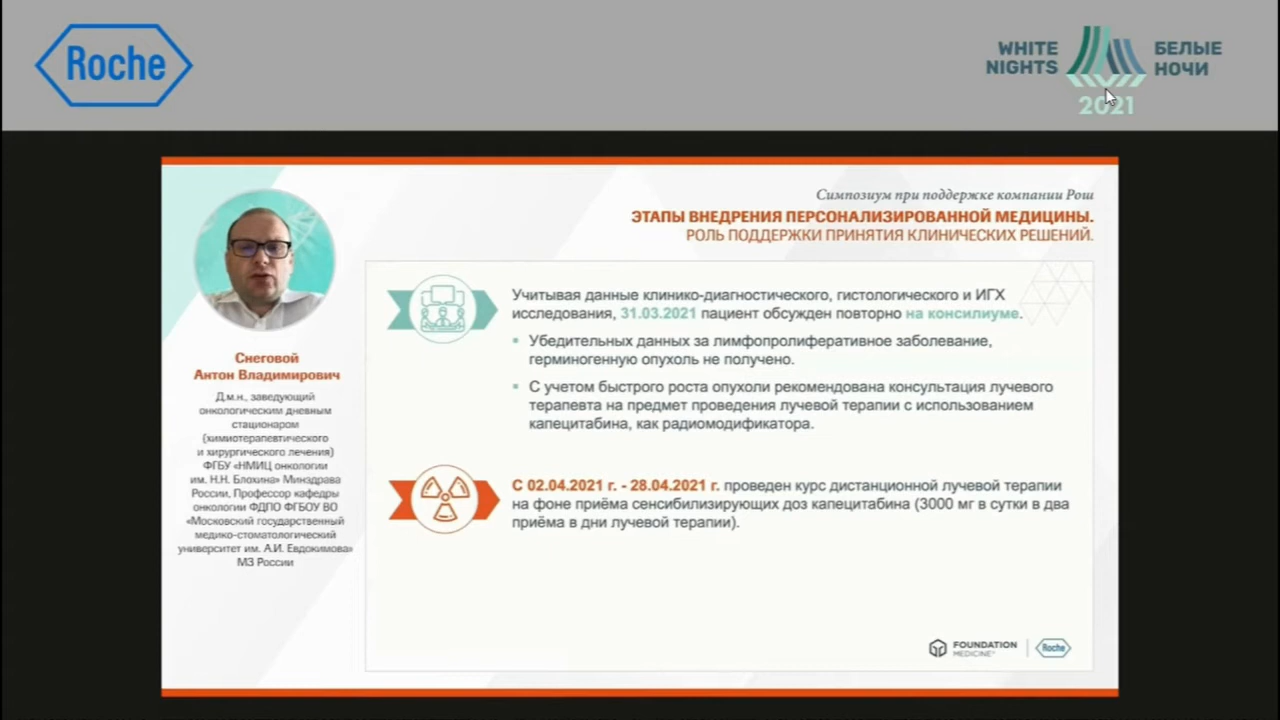 Roche
WHITE
NIGHTS
БЕЛЫЕ
НОЧИ
2021
Симпозиум при поддержке компании Рош
ЭТАПЫ ВНЕДРЕНИЯ ПЕРСОНАЛИЗИРОВАННОЙ МЕДИЦИНЫ.
РОЛЬ ПОДДЕРЖКИ ПРИНЯТИЯ КЛИНИЧЕСКИХ РЕШЕНИЙ.
Снеговой
Антон Владимирович
Д.м.н., заведующий
онкологическим дневным
стационаром
(химиотерапевтического
и хирургического лечения)
ФГБУ «НМИЦ онкологии
им. Н.Н. Блохина» Минздрава
России, Профессор кафедры
онкологии ФДПО ФГБОУ ВО
«Московский государственный
медико-стоматологический
университет им. А.И. Евдокимова»
МЗ России
Учитывая данные клинико-диагностического, гистологического и ИГХ
исследования, 31.03.2021 пациент обсужден повторно на консилиуме.
▪ Убедительных данных за лимфопролиферативное заболевание,
герминогенную опухоль не получено.
▪ С учетом быстрого роста опухоли рекомендована консультация лучевого
терапевта на предмет проведения лучевой терапии с использованием
капецитабина, как радиомодификатора.
С 02.04.2021 г. - 28.04.2021 г. проведен курс дистанционной лучевой терапии
на фоне приёма сенсибилизирующих доз капецитабина (3000 мг в сутки в два
приёма в дни лучевой терапии).
FOUNDATION
MEDICINE®
Roche